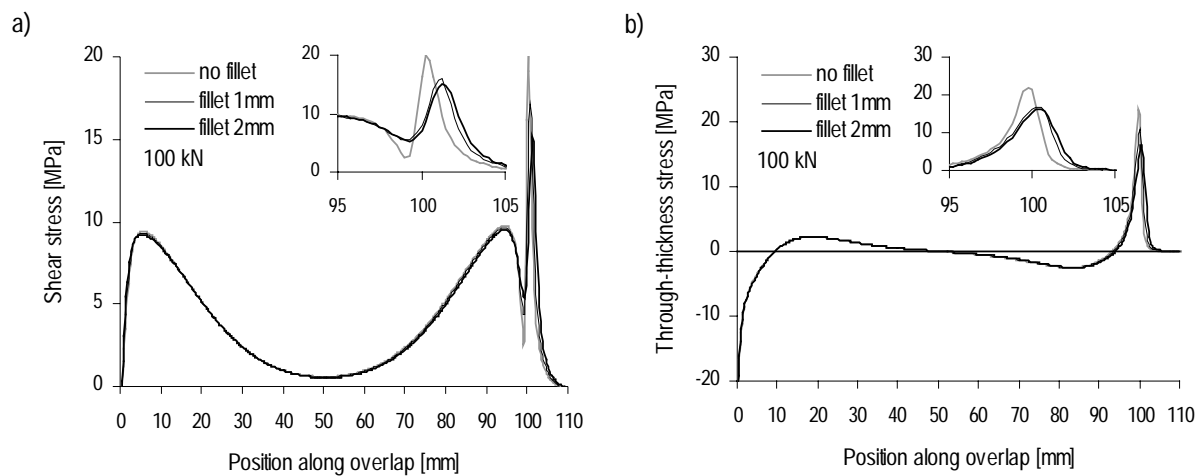 a)
Shear stress [MPa]
20
15
10
5
0
no fillet
fillet 1mm
fillet 2mm
100 kN
20
10
0
95 100 105
0 10 20 30 40 50 60 70 80 90 100 110
Position along overlap [mm]
b)
Through-thickness stress [MPa]
30
20
10
0
-10
-20
no fillet
fillet 1mm
fillet 2mm
100 kN
30
20
10
0
95 100 105
0 10 20 30 40 50 60 70 80 90 100 110
Position along overlap [mm]